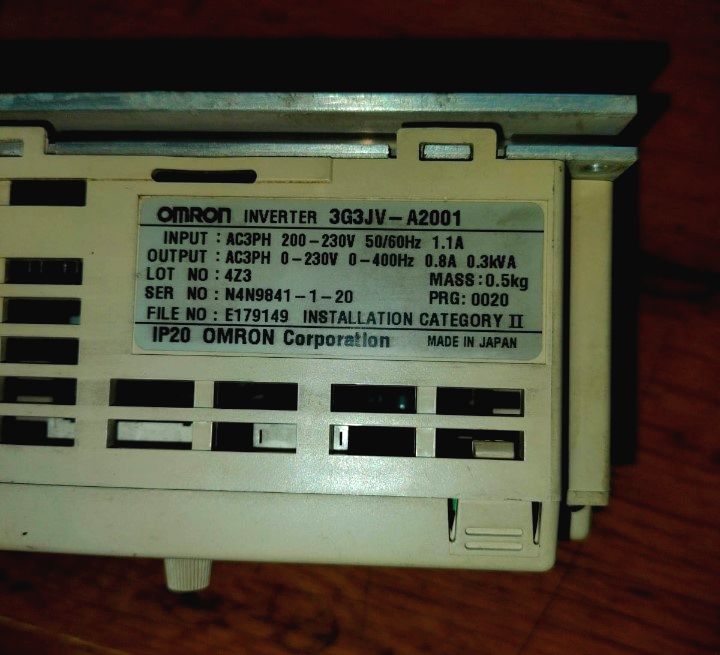 OMRON INVERTER 3G3JV-A2001
INPUT : AC3PH 200-230V 50/60Hz 1.1A
OUTPUT : AC3PH 0-230V 0-400Hz 0.8A 0.3kVA
LOT NO : 4Z3 MASS:0.5kg
SER NO : N4N9841-1-20 PRG: 0020
FILE NO : E179149 INSTALLATION CATEGORY II
IP20 OMRON Corporation MADE IN JAPAN